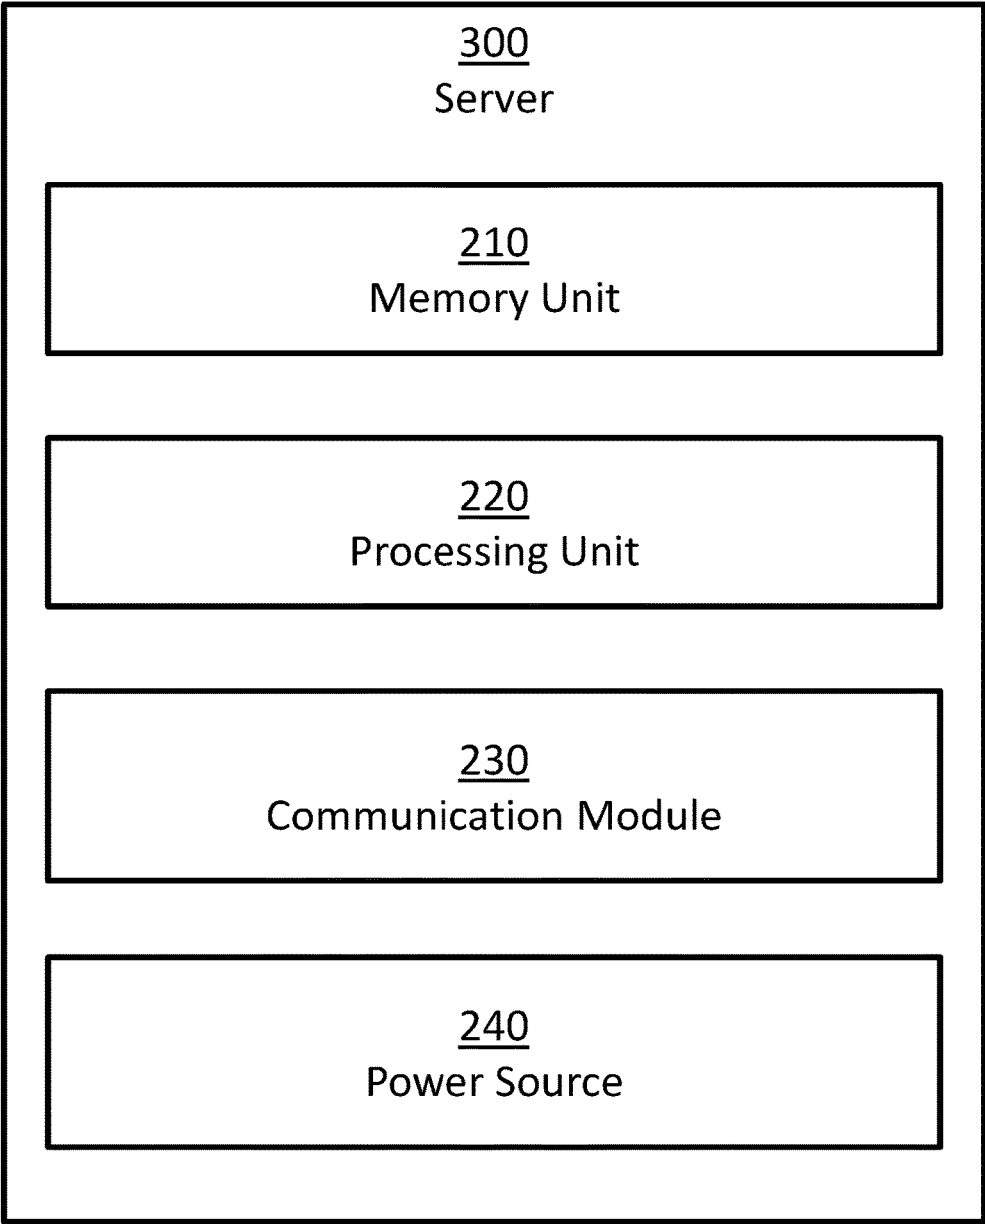 300
Server
210
Memory Unit
220
Processing Unit
230
Communication Module
240
Power Source